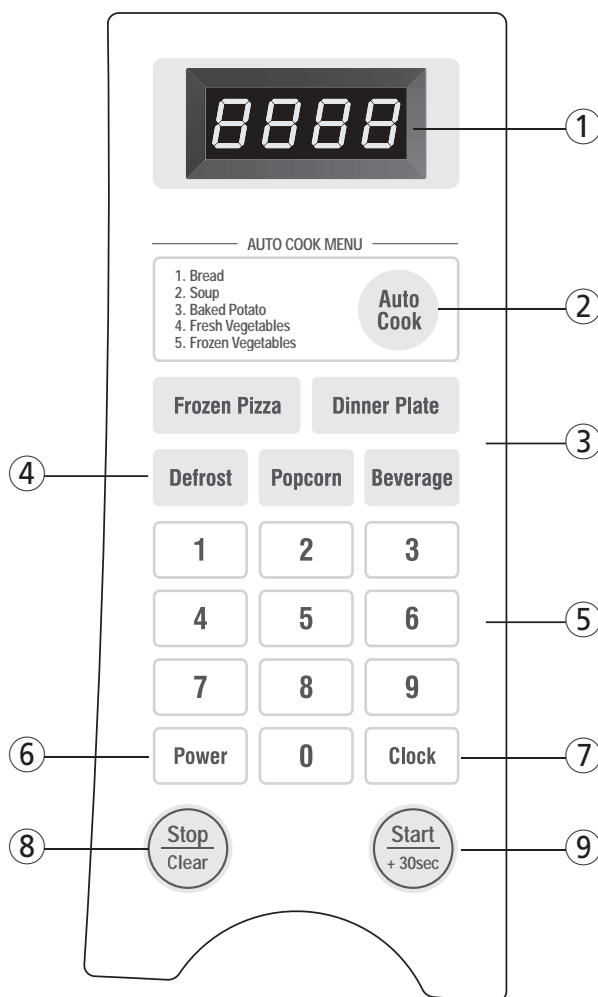 8888
①
AUTO COOK MENU
1. Bread
2. Soup
3. Baked Potato
4. Fresh Vegetables
5. Frozen Vegetables
Auto
Cook
②
Frozen Pizza
Dinner Plate
③
④
Defrost
Popcorn
Beverage
1
2
3
4
5
6
⑤
7
8
9
⑥
Power
0
Clock
⑦
⑧
Stop
Clear
Start
+ 30sec
⑨